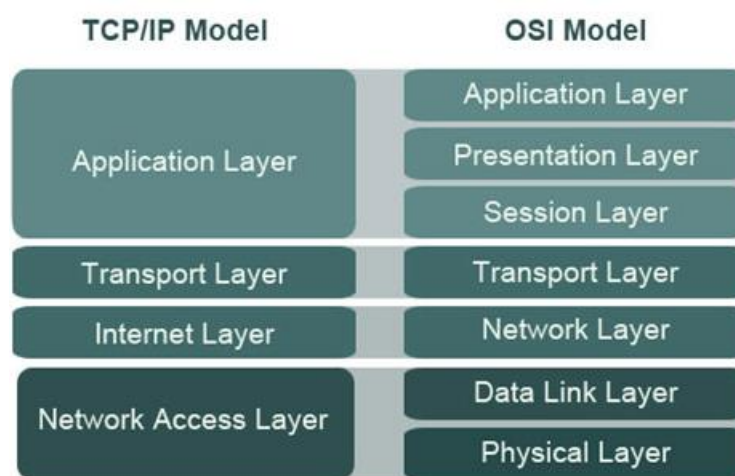 TCP/IP Model
OSI Model
Application Layer
Transport Layer
Internet Layer
Network Access Layer
Application Layer
Presentation Layer
Session Layer
Transport Layer
Network Layer
Data Link Layer
Physical Layer